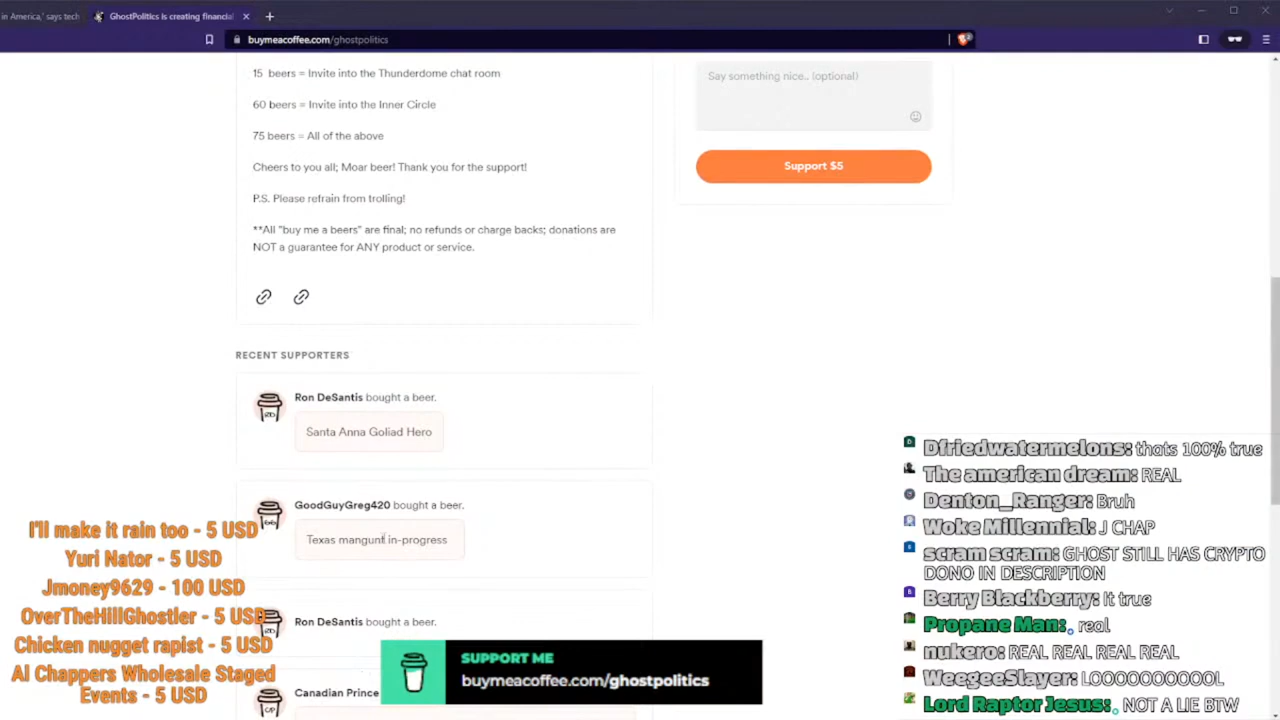 in America,' says tech
GhostPolitics is creating financial
buymeacoffee.com/ghostpolitics
15 beers = Invite into the Thunderdome chat room
60 beers = Invite into the Inner Circle
75 beers = All of the above
Cheers to you all; Moar beer! Thank you for the support!
P.S. Please refrain from trolling!
**All "buy me a beers" are final; no refunds or charge backs; donations are
NOT a guarantee for ANY product or service.
Say something nice.. (optional)
Support $5
RECENT SUPPORTERS
Ron DeSantis bought a beer.
Santa Anna Goliad Hero
GoodGuyGreg420 bought a beer.
Texas mangunt in-progress
Ron DeSantis bought a beer.
Canadian Prince
I'll make it rain too - 5 USD
Yuri Nator - 5 USD
Jmoney9629 - 100 USD
OverTheHillGhostler - 5 USD
Chicken nugget rapist - 5 USD
Al Chappers Wholesale Staged
Events - 5 USD
SUPPORT ME
buymeacoffee.com/ghostpolitics
Dfriedwatermelons: thats 100% true
The american dream: REAL
Denton_Ranger: Bruh
Woke Millennial: J CHAP
scram scram: GHOST STILL HAS CRYPTO
DONO IN DESCRIPTION
Berry Blackberry: It true
Propane Man: real
nukero: REAL REAL REAL REAL
WeegeeSlayer: LOOOOOOOOOL
Lord Raptor Jesus: NOT A LIE BTW